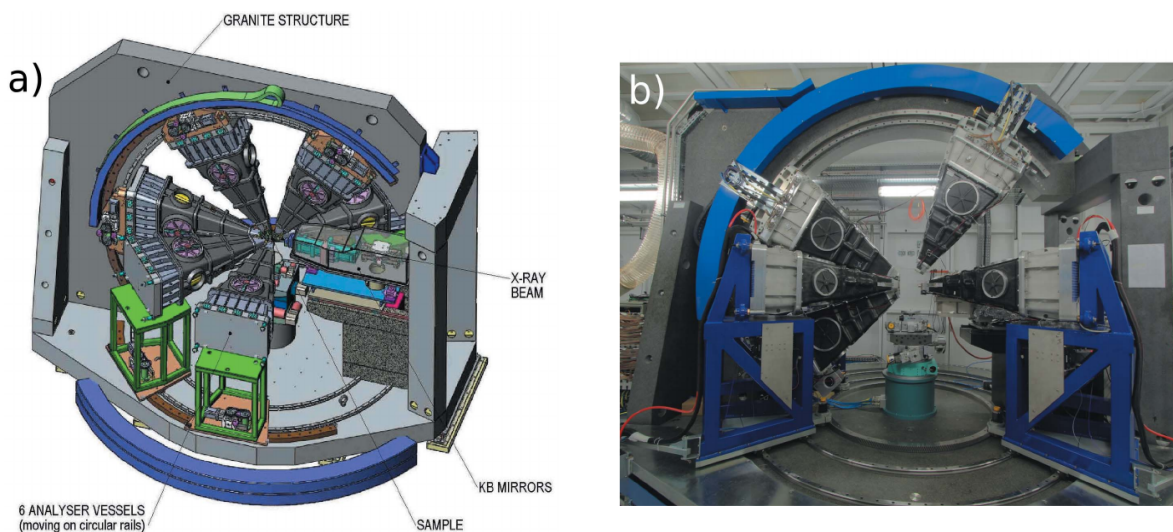 a)
GRANITE STRUCTURE
X-RAY
BEAM
KB MIRRORS
SAMPLE
6 ANALYSER VESSELS
(moving on circular rails)
b)